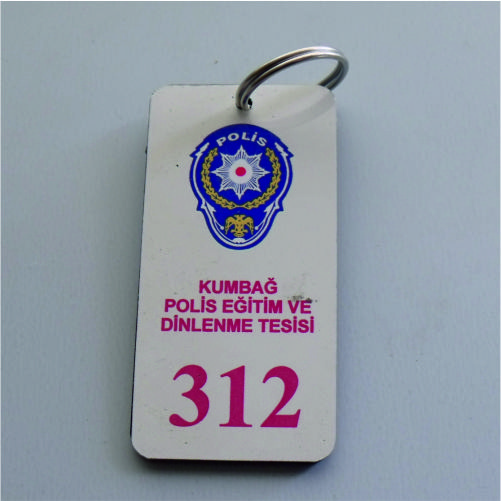 POLİS
KUMBAĞ
POLİS EĞİTİM VE
DİNLENME TESİSİ
312